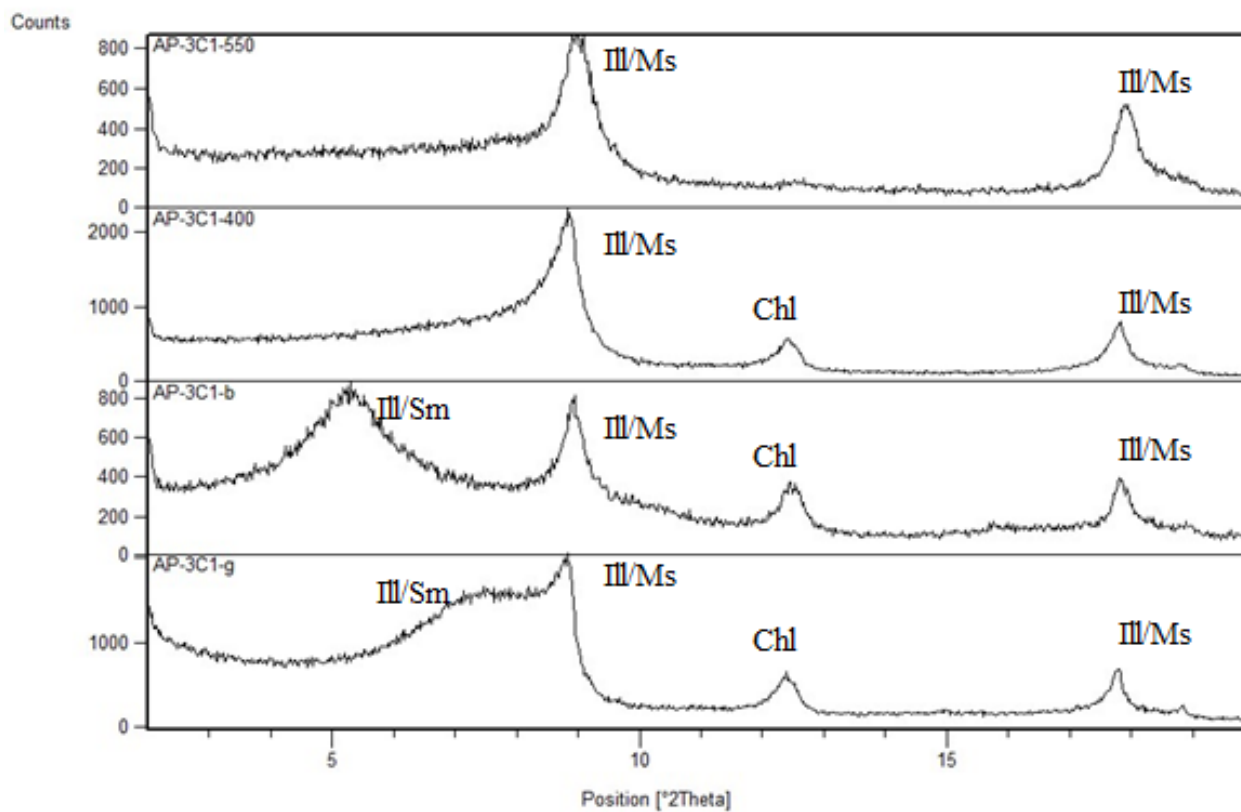 Counts
AP-3C1-550
Ill/Ms
Ill/Ms
800
600
400
200
0
AP-3C1-400
Ill/Ms
Chl
Ill/Ms
2000
1000
0
AP-3C1-b
Ill/Sm
Ill/Ms
Chl
Ill/Ms
800
600
400
200
0
AP-3C1-g
Ill/Sm
Ill/Ms
Chl
Ill/Ms
1000
0
5
10
15
Position [°2Theta]